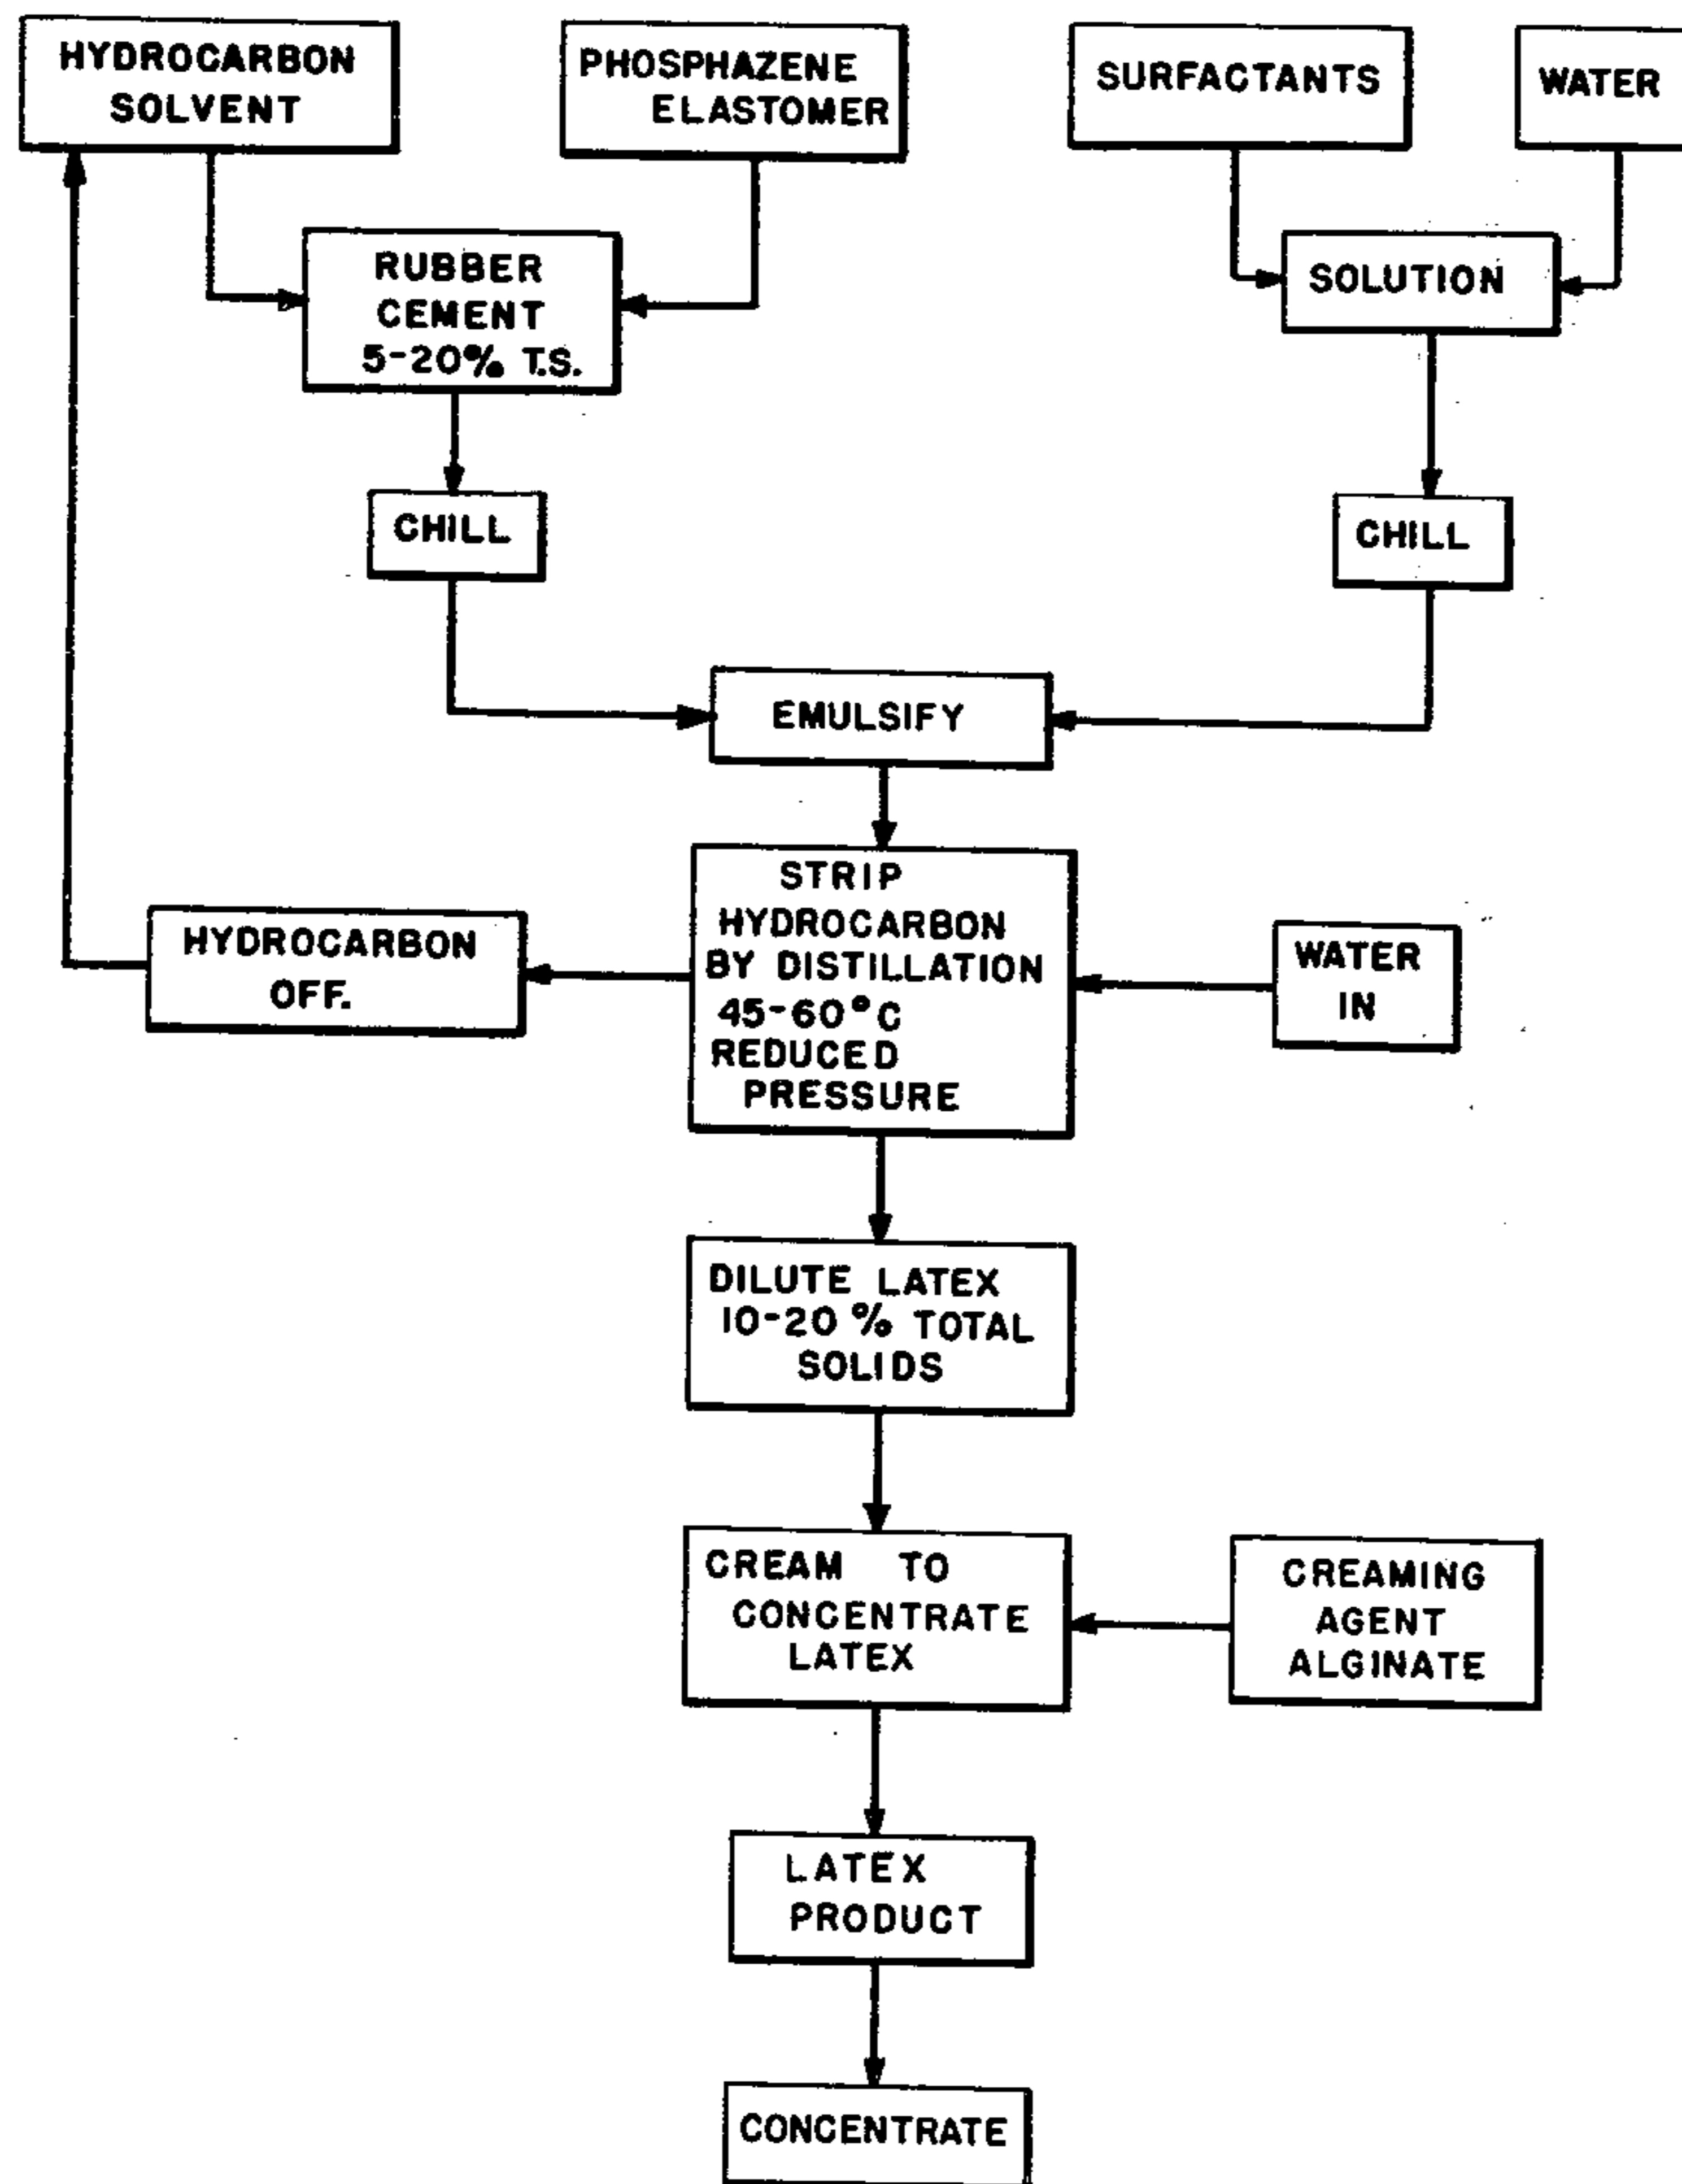 HYDROCARBON
SOLVENT
PHOSPHAZENE
ELASTOMER
SURFACTANTS
WATER
RUBBER
CEMENT
5-20% T.S.
SOLUTION
CHILL
CHILL
EMULSIFY
STRIP
HYDROCARBON
BY DISTILLATION
45-60°C
REDUCED
PRESSURE
HYDROCARBON
OFF.
WATER
IN
DILUTE LATEX
10-20% TOTAL
SOLIDS
CREAM TO
CONCENTRATE
LATEX
CREAMING
AGENT
ALGINATE
LATEX
PRODUCT
CONCENTRATE